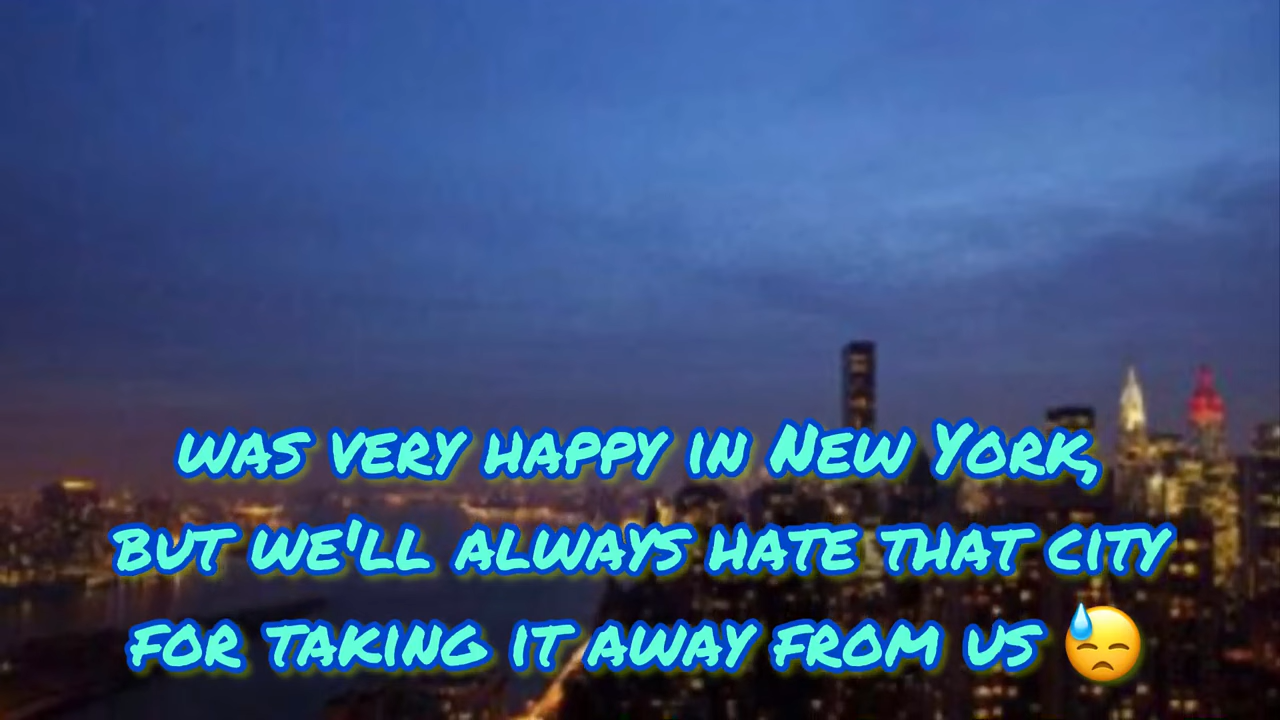 was very happy in New York,
but we'll always hate that city
for taking it away from us 😓